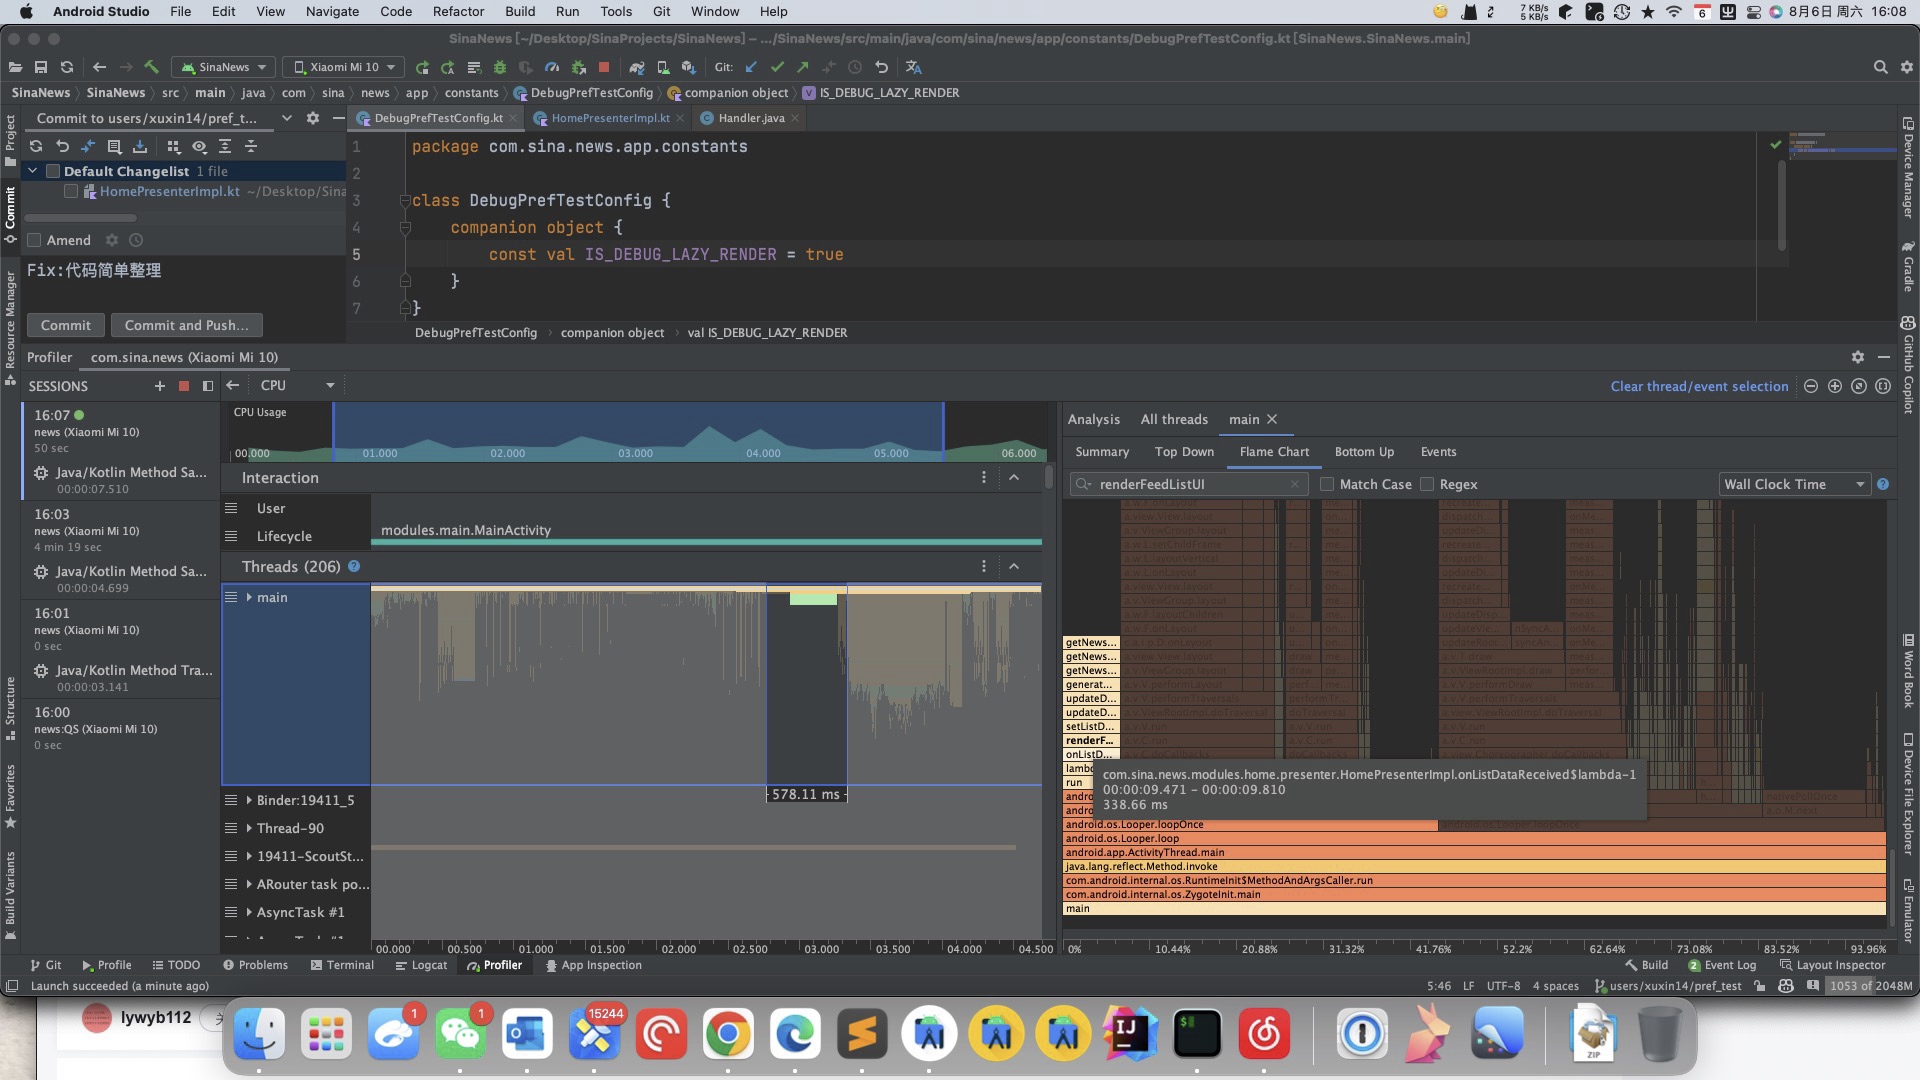 Android Studio File Edit View Navigate Code Refactor Build Run Tools Git Window Help
7 KB/s
5 KB/s
6
8月6日 周六 16:08
SinaNews [~/Desktop/SinaProjects/SinaNews] – .../SinaNews/src/main/java/com/sina/news/app/constants/DebugPrefTestConfig.kt [SinaNews.SinaNews.main]
SinaNews
Xiaomi Mi 10
Git:
SinaNews SinaNews src main java com sina news app constants DebugPrefTestConfig companion object IS_DEBUG_LAZY_RENDER
Project
Commit
Resource Manager
Structure
Favorites
Build Variants
Commit to users/xuxin14/pref_t...
Default Changelist 1 file
HomePresenterImpl.kt ~/Desktop/Sina
Amend
Fix:代码简单整理
Commit
Commit and Push...
DebugPrefTestConfig.kt
HomePresenterImpl.kt
Handler.java
1 package com.sina.news.app.constants
2
3 class DebugPrefTestConfig {
4 companion object {
5 const val IS_DEBUG_LAZY_RENDER = true
6 }
7 }
DebugPrefTestConfig companion object val IS_DEBUG_LAZY_RENDER
Device Manager
Gradle
GitHub Copilot
Word Book
Device File Explorer
Emulator
Profiler com.sina.news (Xiaomi Mi 10)
SESSIONS
CPU
Clear thread/event selection
16:07
news (Xiaomi Mi 10)
50 sec
Java/Kotlin Method Sa...
00:00:07.510
16:03
news (Xiaomi Mi 10)
4 min 19 sec
Java/Kotlin Method Sa...
00:00:04.699
16:01
news (Xiaomi Mi 10)
0 sec
Java/Kotlin Method Tra...
00:00:03.141
16:00
news:QS (Xiaomi Mi 10)
0 sec
CPU Usage
00.000 01.000 02.000 03.000 04.000 05.000 06.000
Interaction
User
Lifecycle
modules.main.MainActivity
Threads (206)
main
578.11 ms
Binder:19411_5
Thread-90
19411-ScoutSt...
ARouter task po...
AsyncTask #1
00.000 00.500 01.000 01.500 02.000 02.500 03.000 03.500 04.000 04.500
Analysis All threads main
Summary Top Down Flame Chart Bottom Up Events
renderFeedListUI
Match Case
Regex
Wall Clock Time
getNews...
getNews...
getNews...
generat...
updateD...
updateD...
setListD...
renderF...
onListD...
lambd
run
andro
andro
com.sina.news.modules.home.presenter.HomePresenterImpl.onListDataReceived$lambda-1
00:00:09.471 - 00:00:09.810
338.66 ms
android.os.Looper.loopOnce
android.os.Looper.loop
android.app.ActivityThread.main
java.lang.reflect.Method.invoke
com.android.internal.os.RuntimeInit$MethodAndArgsCaller.run
com.android.internal.os.ZygoteInit.main
main
0% 10.44% 20.88% 31.32% 41.76% 52.2% 62.64% 73.08% 83.52% 93.96%
Git Profile TODO Problems Terminal Logcat Profiler App Inspection
Build 2 Event Log Layout Inspector
Launch succeeded (a minute ago)
5:46 LF UTF-8 4 spaces users/xuxin14/pref_test 1053 of 2048M
lywyb112
1
1
15244
IJ
ZIP